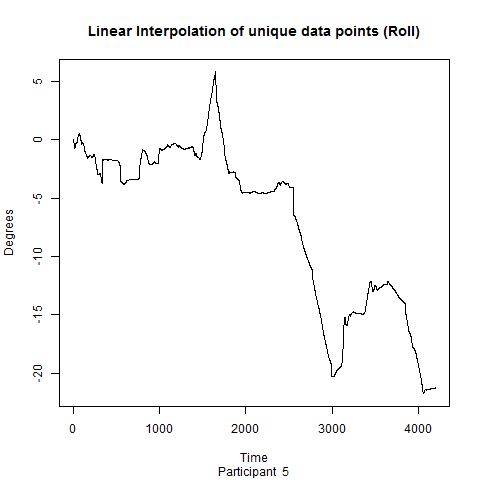 Linear Interpolation of unique data points (Roll)
5
0
-5
-10
-15
-20
Degrees
0 1000 2000 3000 4000
Time
Participant 5